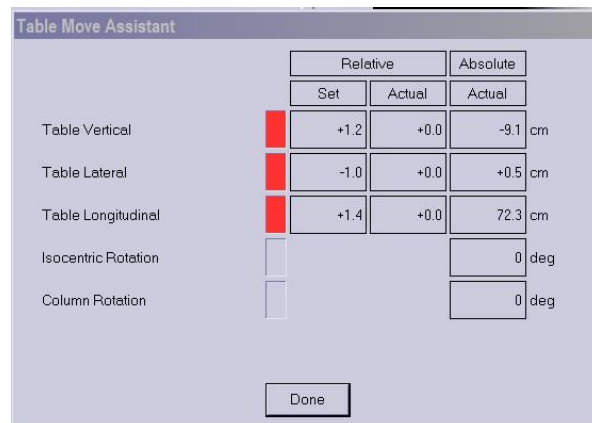 Table Move Assistant
Relative Absolute
Set Actual Actual
Table Vertical +1.2 +0.0 -9.1 cm
Table Lateral -1.0 +0.0 +0.5 cm
Table Longitudinal +1.4 +0.0 72.3 cm
Isocentric Rotation 0 deg
Column Rotation 0 deg
Done